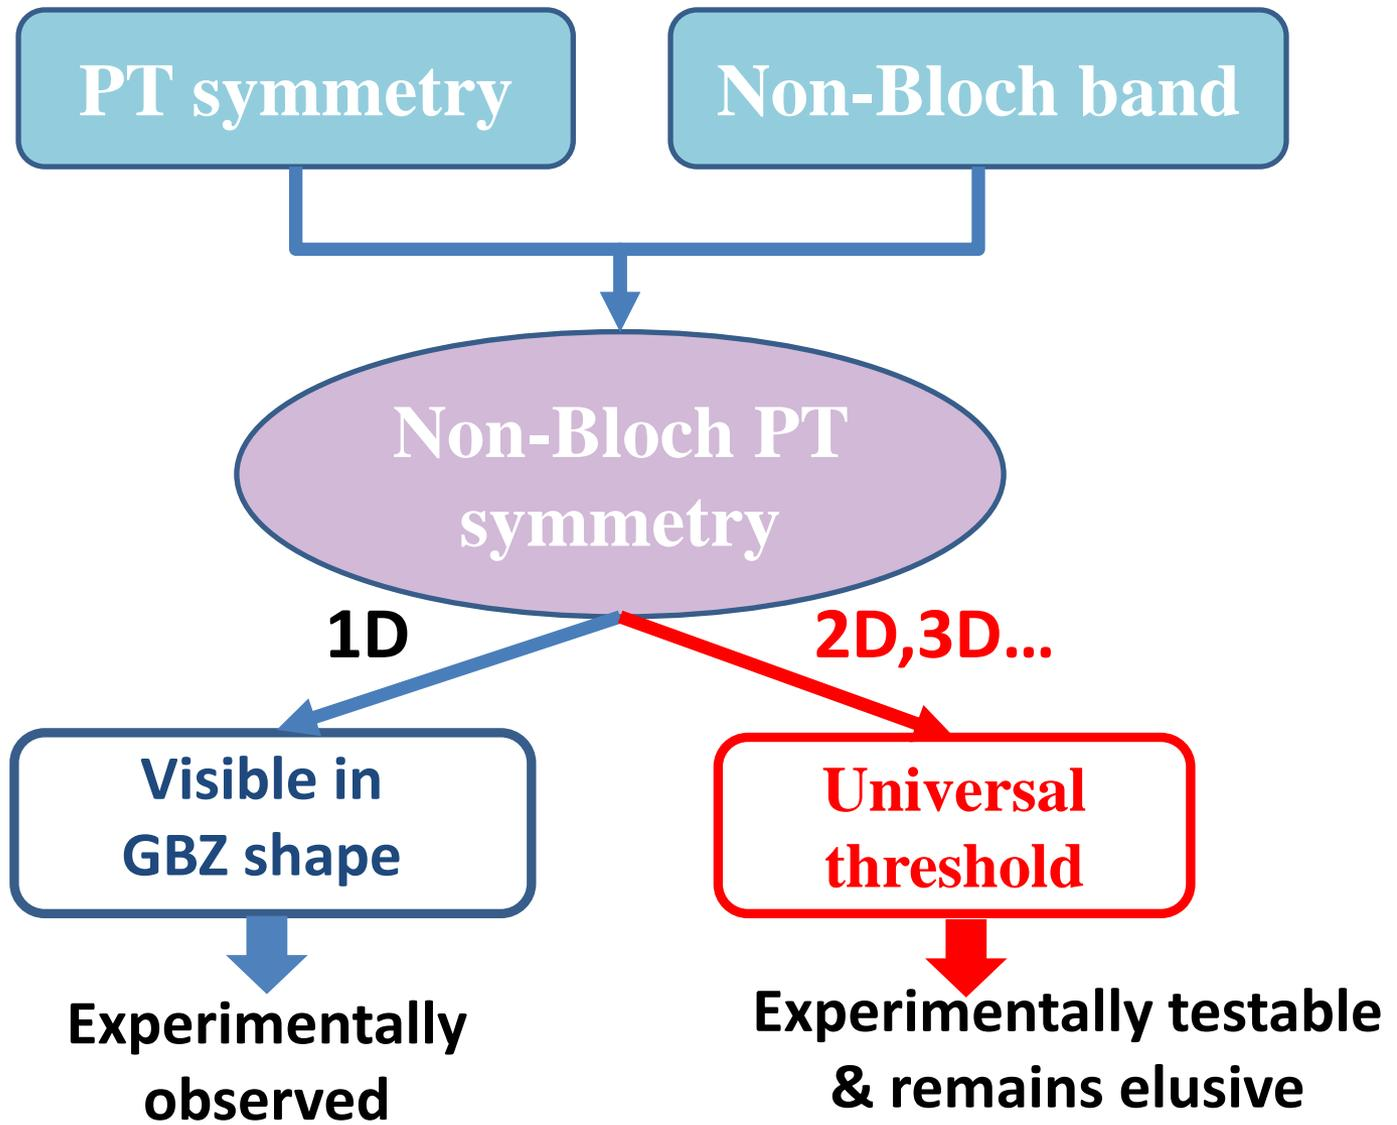 PT symmetry
Non-Bloch band
Non-Bloch PT
symmetry
1D
2D,3D...
Visible in
GBZ shape
Universal
threshold
Experimentally
observed
Experimentally testable
& remains elusive